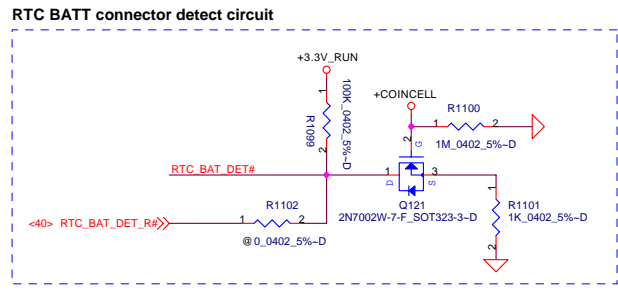 RTC BATT connector detect circuit
+3.3V_RUN
1
R1099
100K_0402_5%~D
2
+COINCELL
R1100
1
2
1M_0402_5%~D
RTC_BAT_DET#
2
G
1
3
D
S
Q121
2N7002W-7-F_SOT323-3~D
1
R1101
1K_0402_5%~D
2
<40> RTC_BAT_DET_R#
R1102
1
2
@ 0_0402_5%~D